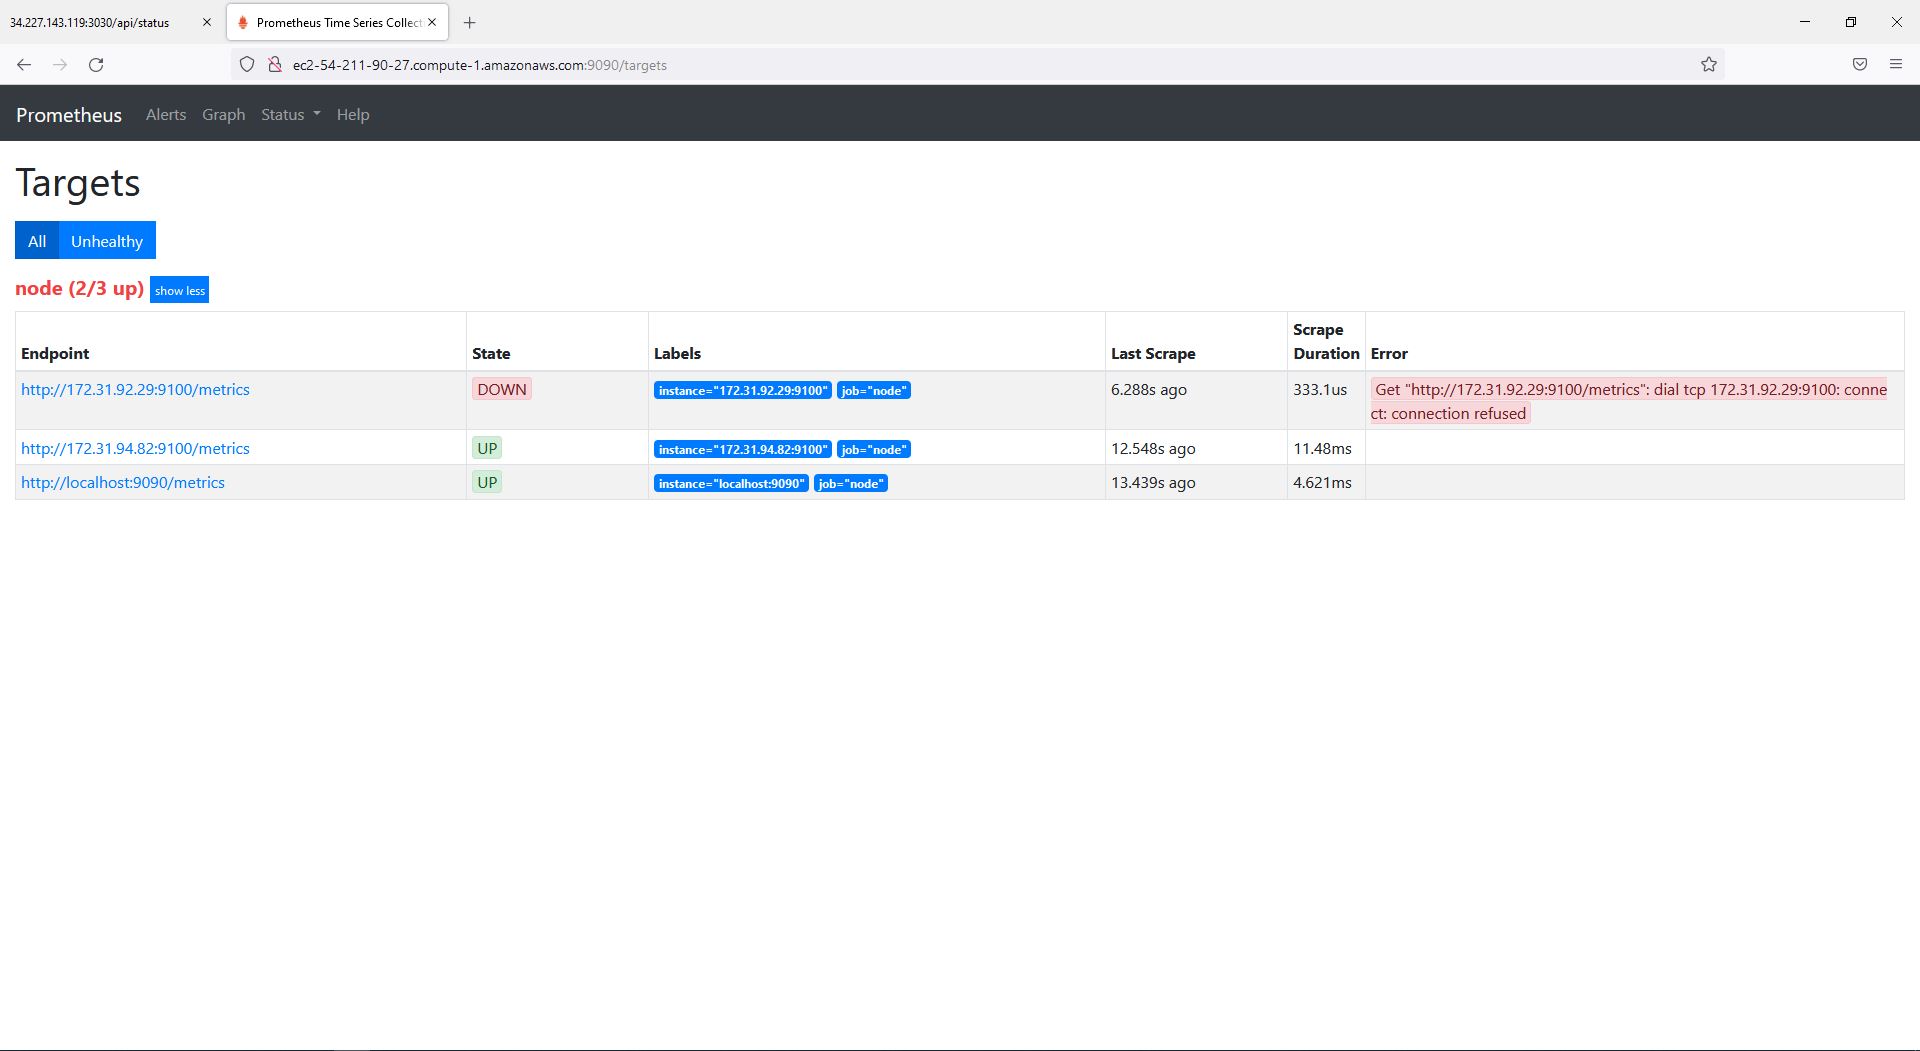 34.227.143.119:3030/api/status
Prometheus Time Series Collect
ec2-54-211-90-27.compute-1.amazonaws.com:9090/targets
Prometheus Alerts Graph Status Help
Targets
All Unhealthy
node (2/3 up) show less
Endpoint State Labels Last Scrape Scrape Duration Error
http://172.31.92.29:9100/metrics DOWN instance="172.31.92.29:9100" job="node" 6.288s ago 333.1us Get "http://172.31.92.29:9100/metrics": dial tcp 172.31.92.29:9100: conne
ct: connection refused
http://172.31.94.82:9100/metrics UP instance="172.31.94.82:9100" job="node" 12.548s ago 11.48ms
http://localhost:9090/metrics UP instance="localhost:9090" job="node" 13.439s ago 4.621ms